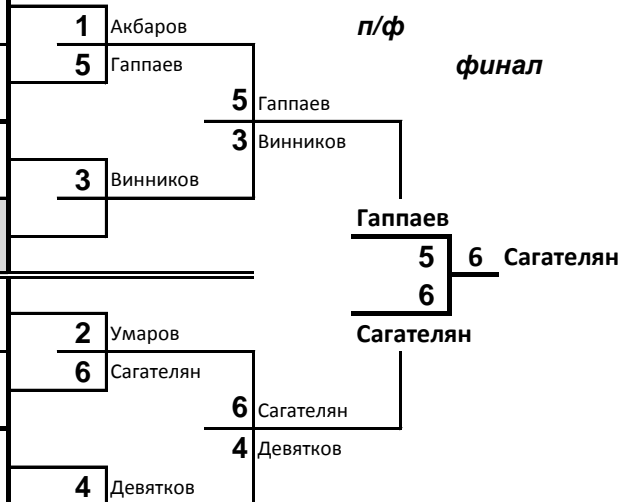 1 Акбаров
п/ф
5 Гаппаев
финал
5 Гаппаев
3 Винников
3 Винников
Гаппаев
5 6 Сагателян
6
2 Умаров
Сагателян
6 Сагателян
6 Сагателян
4 Девятков
4 Девятков